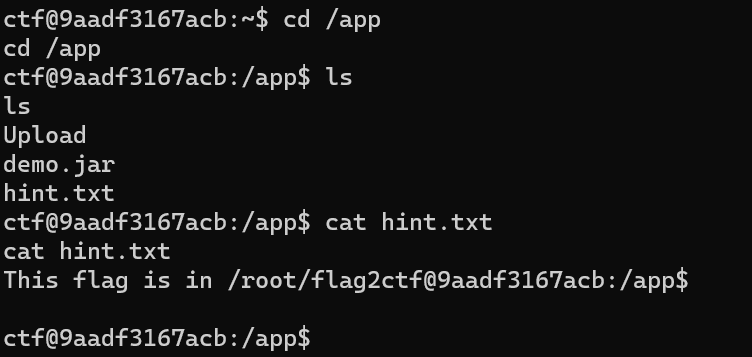 ctf@9aadf3167acb:~$ cd /app
cd /app
ctf@9aadf3167acb:/app$ ls
ls
Upload
demo.jar
hint.txt
ctf@9aadf3167acb:/app$ cat hint.txt
cat hint.txt
This flag is in /root/flag2ctf@9aadf3167acb:/app$
ctf@9aadf3167acb:/app$